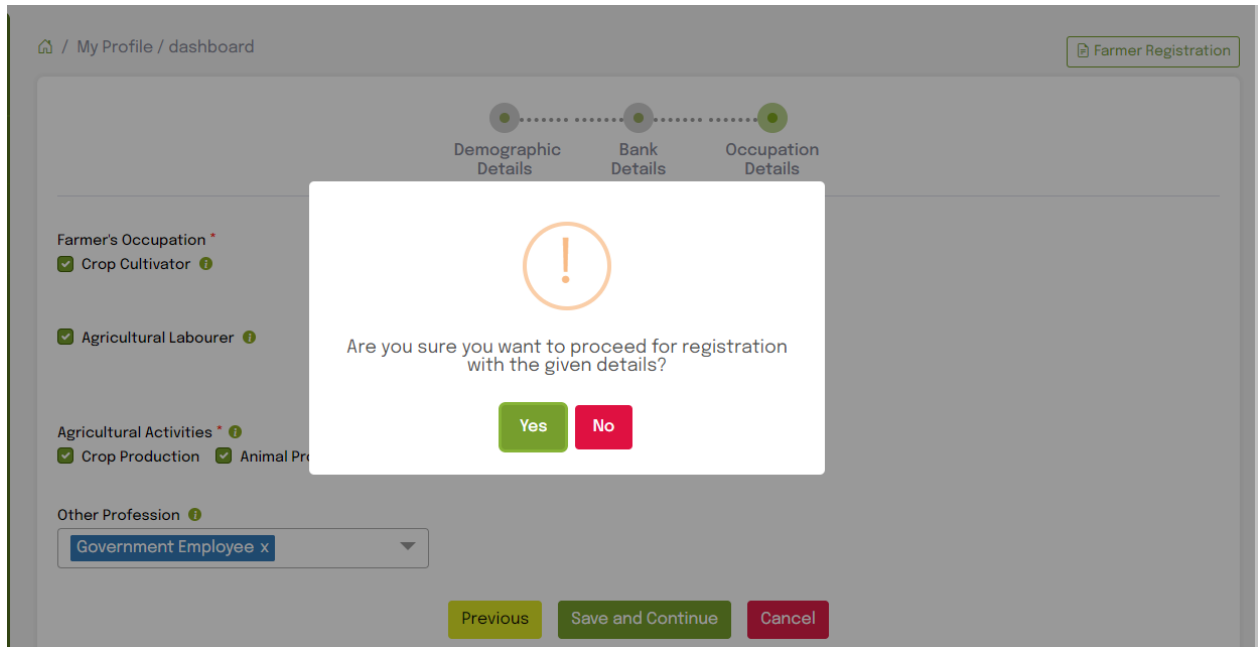 / My Profile / dashboard
Farmer Registration
Demographic Details
Bank Details
Occupation Details
Farmer's Occupation *
Crop Cultivator
Agricultural Labourer
Are you sure you want to proceed for registration
with the given details?
Yes No
Agricultural Activities *
Crop Production Animal
Other Profession
Government Employee x
Previous Save and Continue Cancel